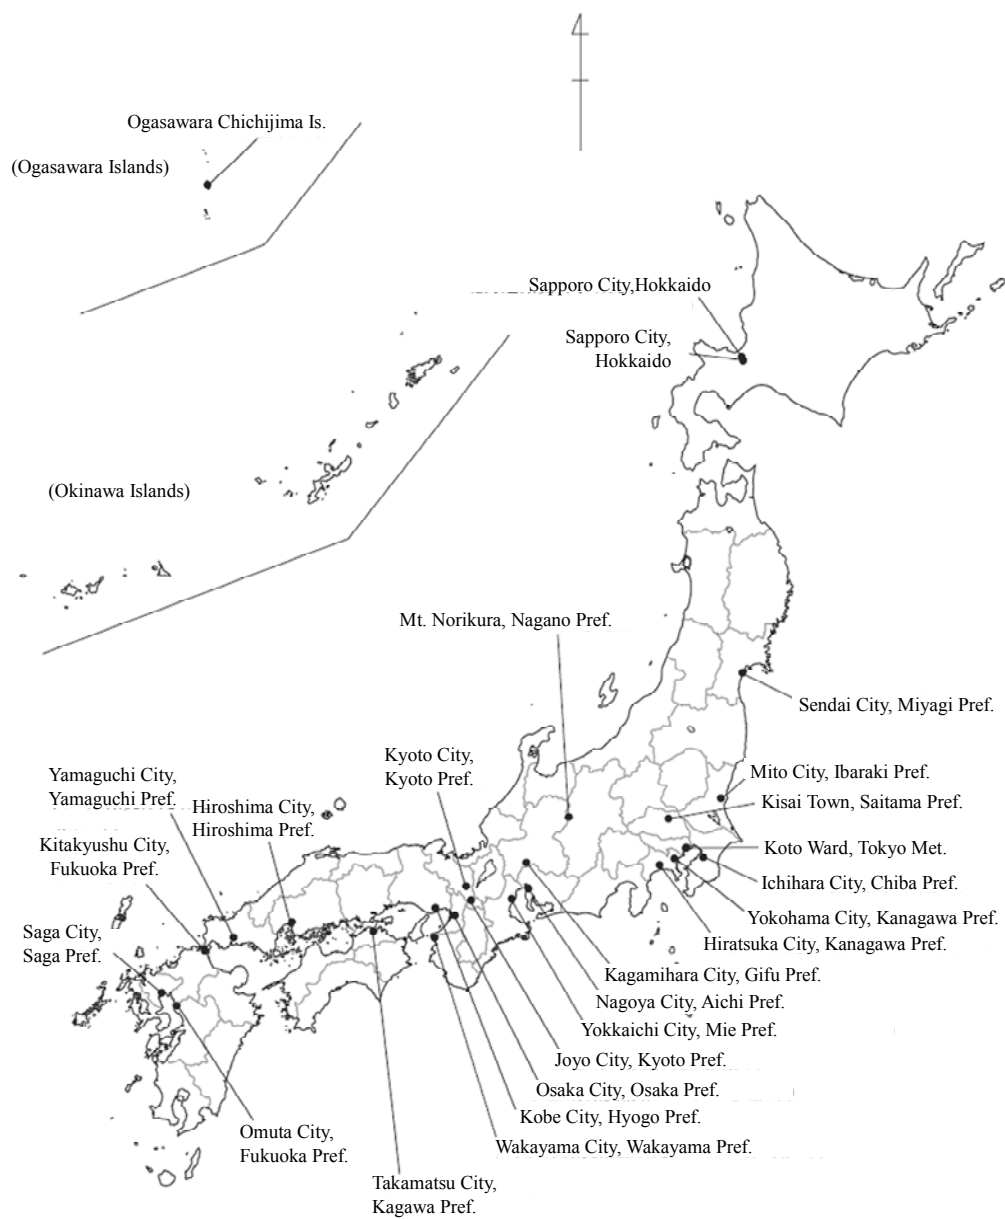 Ogasawara Chichijima Is.
(Ogasawara Islands)
Sapporo City,Hokkaido
Sapporo City,
Hokkaido
(Okinawa Islands)
Mt. Norikura, Nagano Pref.
Sendai City, Miyagi Pref.
Kyoto City,
Kyoto Pref.
Mito City, Ibaraki Pref.
Yamaguchi City,
Yamaguchi Pref.
Hiroshima City,
Hiroshima Pref.
Kisai Town, Saitama Pref.
Kitakyushu City,
Fukuoka Pref.
Koto Ward, Tokyo Met.
Ichihara City, Chiba Pref.
Yokohama City, Kanagawa Pref.
Saga City,
Saga Pref.
Hiratsuka City, Kanagawa Pref.
Kagamihara City, Gifu Pref.
Nagoya City, Aichi Pref.
Yokkaichi City, Mie Pref.
Joyo City, Kyoto Pref.
Osaka City, Osaka Pref.
Kobe City, Hyogo Pref.
Omuta City,
Fukuoka Pref.
Wakayama City, Wakayama Pref.
Takamatsu City,
Kagawa Pref.